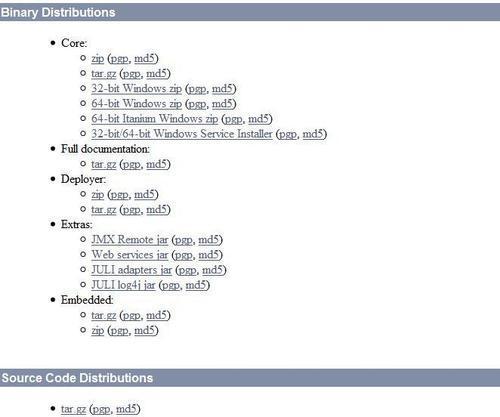 Binary Distributions
Core:
zip (pgp, md5)
tar.gz (pgp, md5)
32-bit Windows zip (pgp, md5)
64-bit Windows zip (pgp, md5)
64-bit Itanium Windows zip (pgp, md5)
32-bit/64-bit Windows Service Installer (pgp, md5)
Full documentation:
tar.gz (pgp, md5)
Deployer:
zip (pgp, md5)
tar.gz (pgp, md5)
Extras:
JMX Remote jar (pgp, md5)
Web services jar (pgp, md5)
JULI adapters jar (pgp, md5)
JULI log4j jar (pgp, md5)
Embedded:
tar.gz (pgp, md5)
zip (pgp, md5)
Source Code Distributions
tar.gz (pgp, md5)